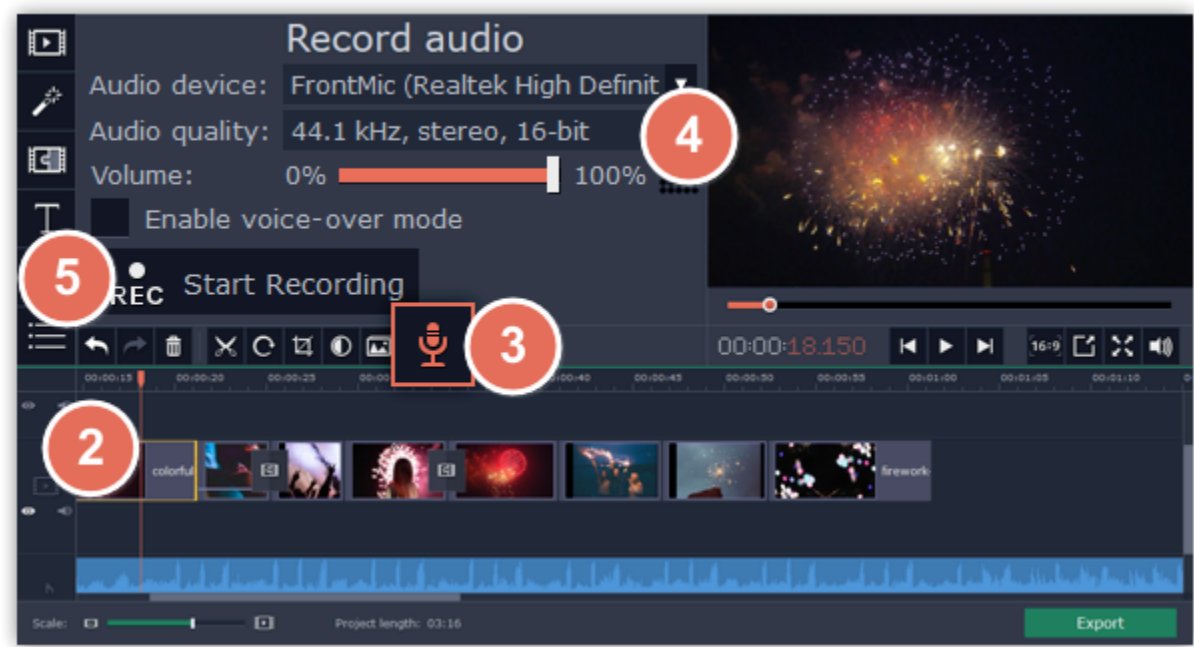 Record audio
Audio device: FrontMic (Realtek High Definit
Audio quality: 44.1 kHz, stereo, 16-bit
4
Volume: 0% 100%
T
Enable voice-over mode
5
REC Start Recording
3
00:00:18.150
16:9
00:00:15 00:00:20 00:00:25 00:00:40 00:00:45 00:00:50 00:00:55 00:01:00 00:01:05 00:01:10
2
colorful
firework
Scale: Project length: 03:16 Export